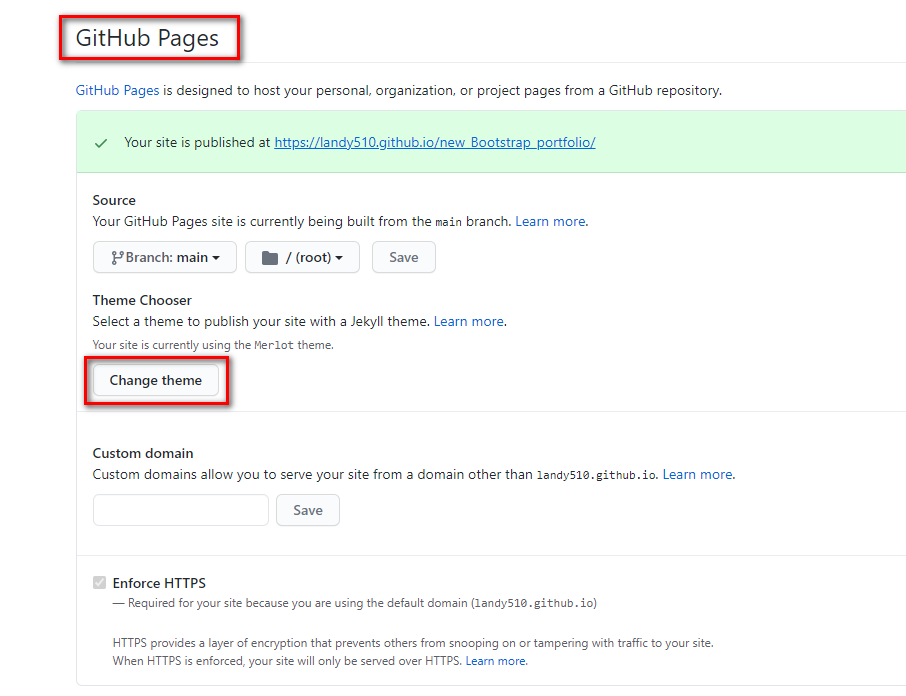 GitHub Pages
GitHub Pages is designed to host your personal, organization, or project pages from a GitHub repository.
Your site is published at https://landy510.github.io/new_Bootstrap_portfolio/
Source
Your GitHub Pages site is currently being built from the main branch. Learn more.
Branch: main / (root) Save
Theme Chooser
Select a theme to publish your site with a Jekyll theme. Learn more.
Your site is currently using the Merlot theme.
Change theme
Custom domain
Custom domains allow you to serve your site from a domain other than landy510.github.io. Learn more.
Save
Enforce HTTPS
— Required for your site because you are using the default domain (landy510.github.io)
HTTPS provides a layer of encryption that prevents others from snooping on or tampering with traffic to your site.
When HTTPS is enforced, your site will only be served over HTTPS. Learn more.